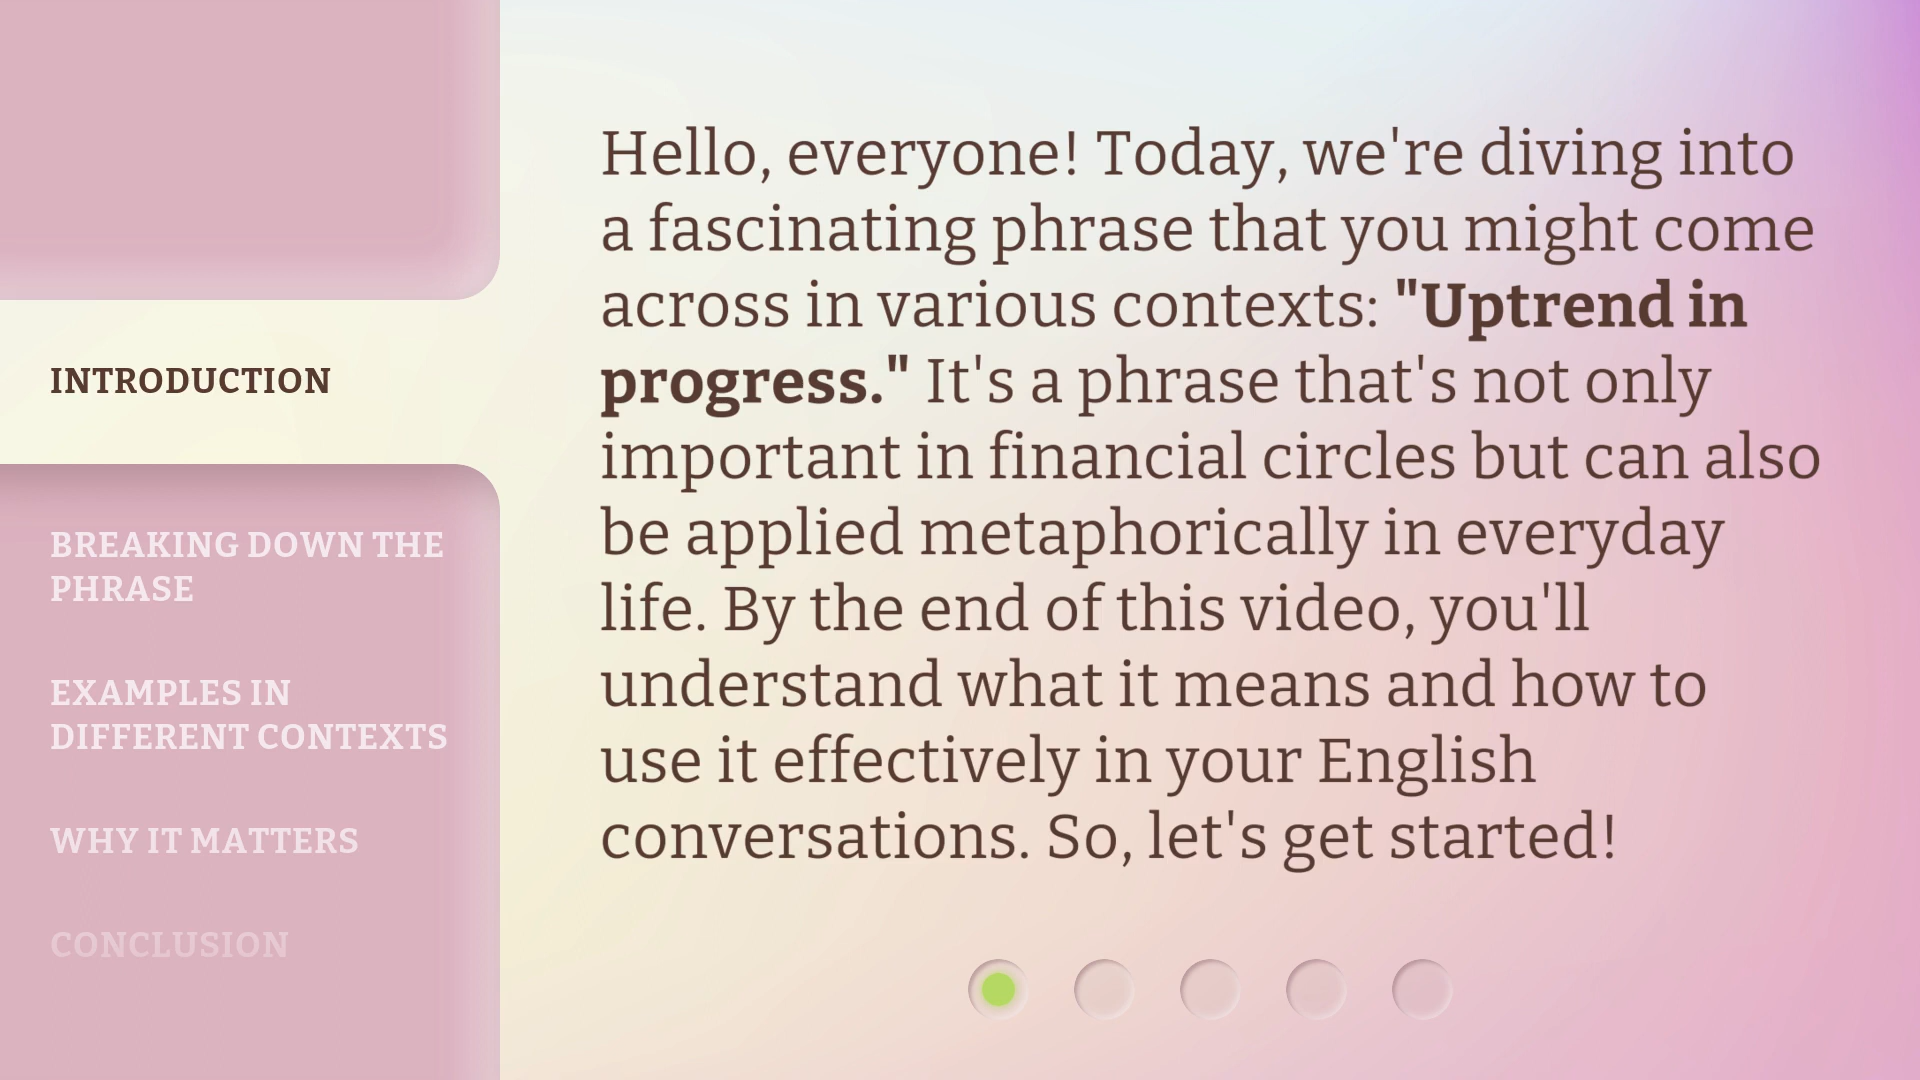 INTRODUCTION
BREAKING DOWN THE
PHRASE
EXAMPLES IN
DIFFERENT CONTEXTS
WHY IT MATTERS
CONCLUSION
Hello, everyone! Today, we're diving into
a fascinating phrase that you might come
across in various contexts: "Uptrend in
progress." It's a phrase that's not only
important in financial circles but can also
be applied metaphorically in everyday
life. By the end of this video, you'll
understand what it means and how to
use it effectively in your English
conversations. So, let's get started!